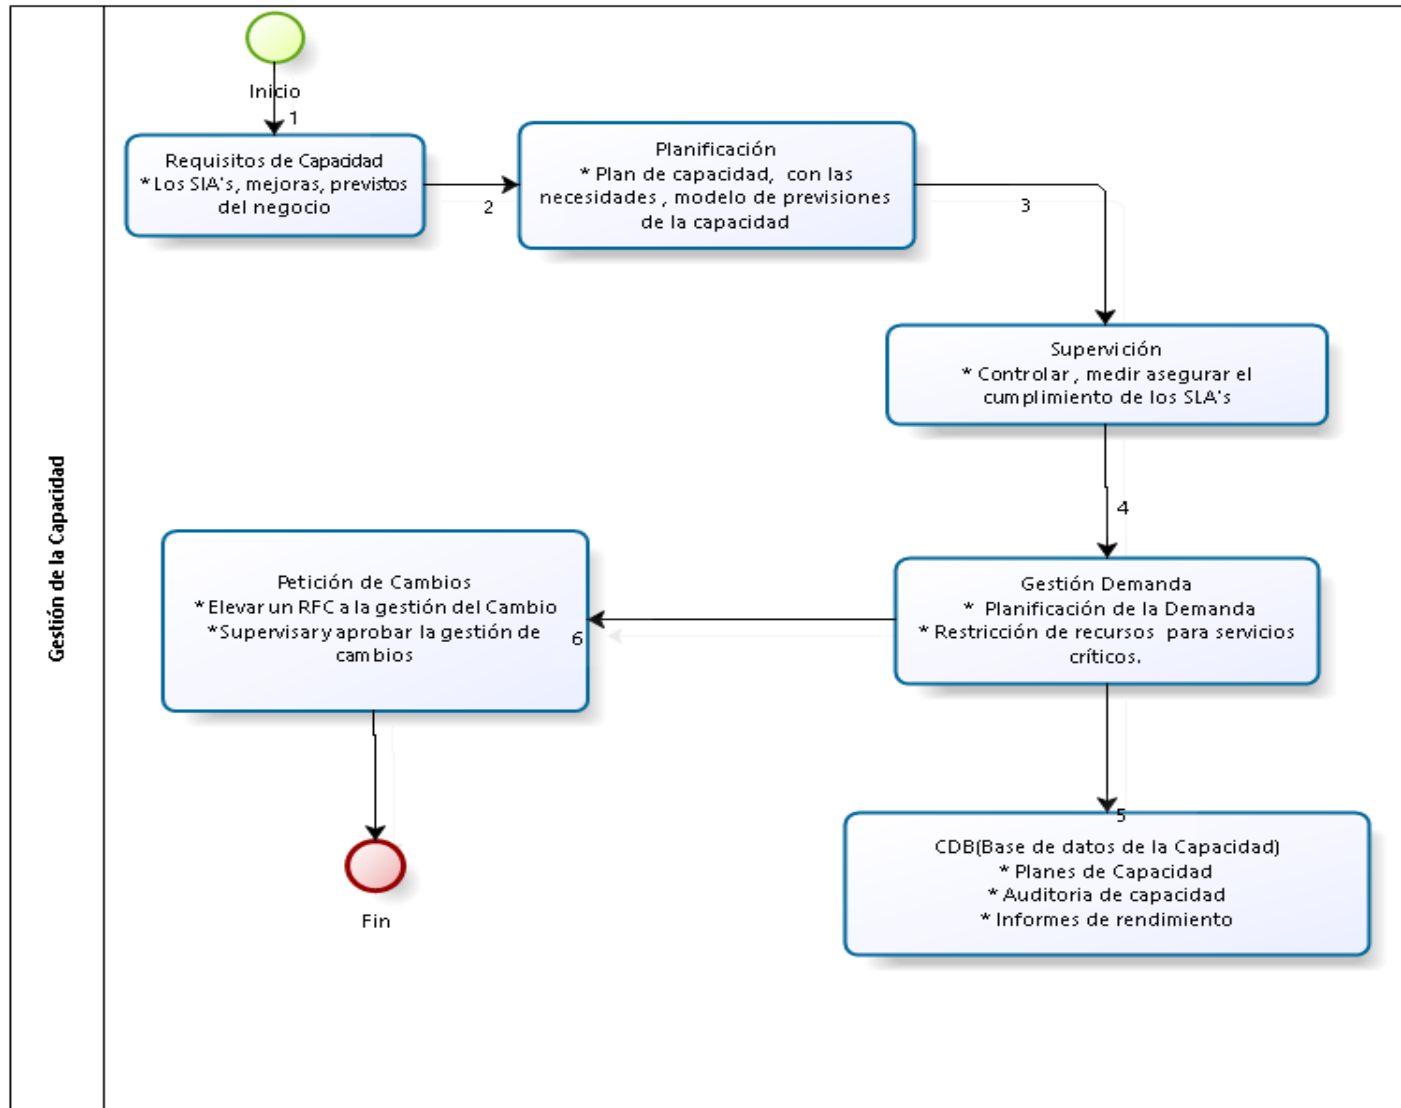 Gestión de la Capacidad
Inicio
1
Requisitos de Capacidad
* Los SIA's, mejoras, previstos
del negocio
2
Planificación
* Plan de capacidad, con las
necesidades , modelo de previsiones
de la capacidad
3
Supervición
* Controlar , medir asegurar el
cumplimiento de los SLA's
4
Gestión Demanda
* Planificación de la Demanda
* Restricción de recursos para servicios
críticos.
Petición de Cambios
*Elevar un RFC a la gestión del Cambio
*Supervisar y aprobar la gestión de
cambios
6
5
CDB(Base de datos de la Capacidad)
* Planes de Capacidad
* Auditoria de capacidad
* Informes de rendimiento
Fin